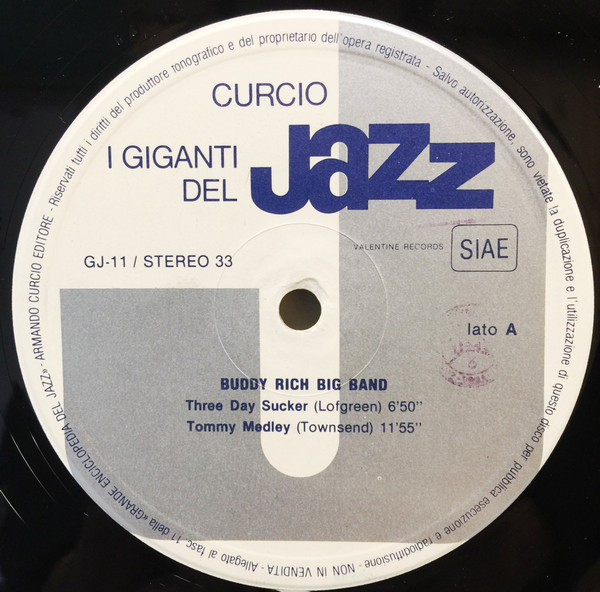 CURCIO
I GIGANTI
DEL
Jazz
GJ-11 / STEREO 33
VALENTINE RECORDS
SIAE
lato A
BUDDY RICH BIG BAND
Three Day Sucker (Lofgreen) 6'50"
Tommy Medley (Townsend) 11'55"
Allegato al fasc. 11 della «GRANDE ENCICLOPEDIA DEL JAZZ» - ARMANDO CURCIO EDITORE - Riservati tutti i diritti del produttore fonografico e del proprietario dell'opera registrata - Salvo autorizzazione, sono vietate la duplicazione e l'utilizzazione di questo disco per pubblica esecuzione e radiodiffusione - NON IN VENDITA -